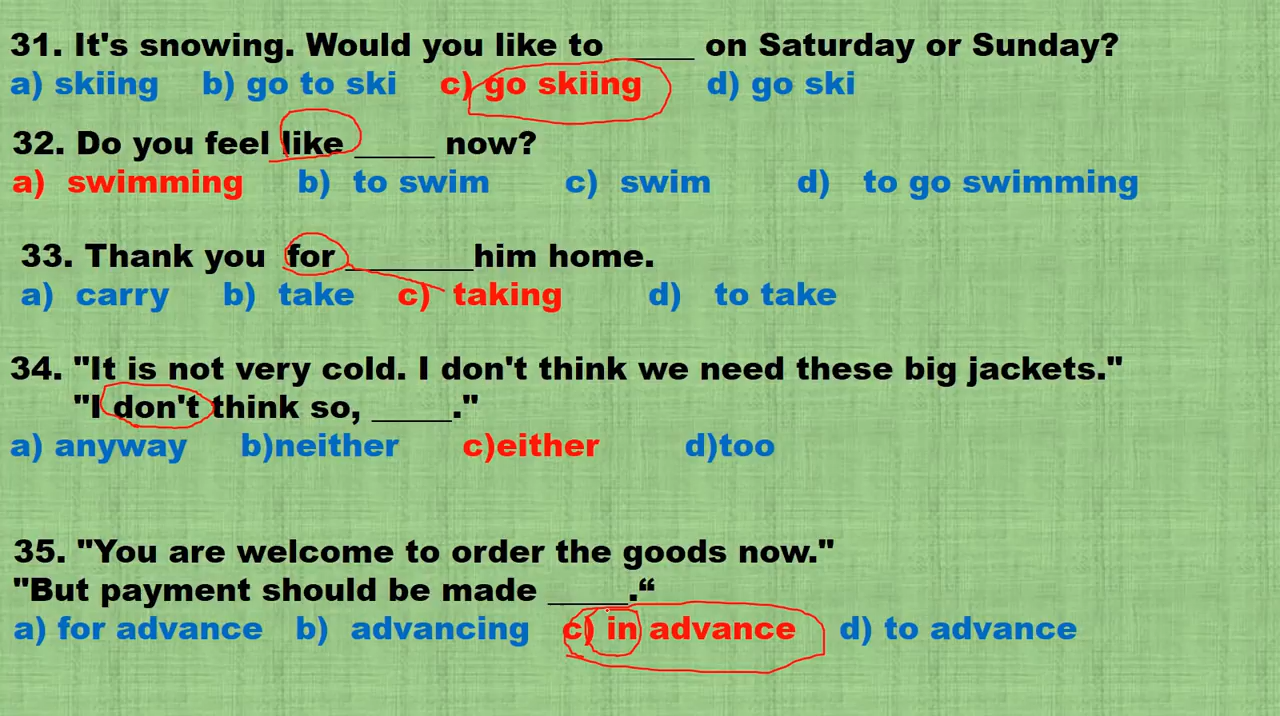 31. It's snowing. Would you like to _____ on Saturday or Sunday?
a) skiing b) go to ski c) go skiing d) go ski
32. Do you feel like _____ now?
a) swimming b) to swim c) swim d) to go swimming
33. Thank you for ________him home.
a) carry b) take c) taking d) to take
34. "It is not very cold. I don't think we need these big jackets."
"I don't think so, _____."
a) anyway b)neither c)either d)too
35. "You are welcome to order the goods now."
"But payment should be made _____.“
a) for advance b) advancing c) in advance d) to advance